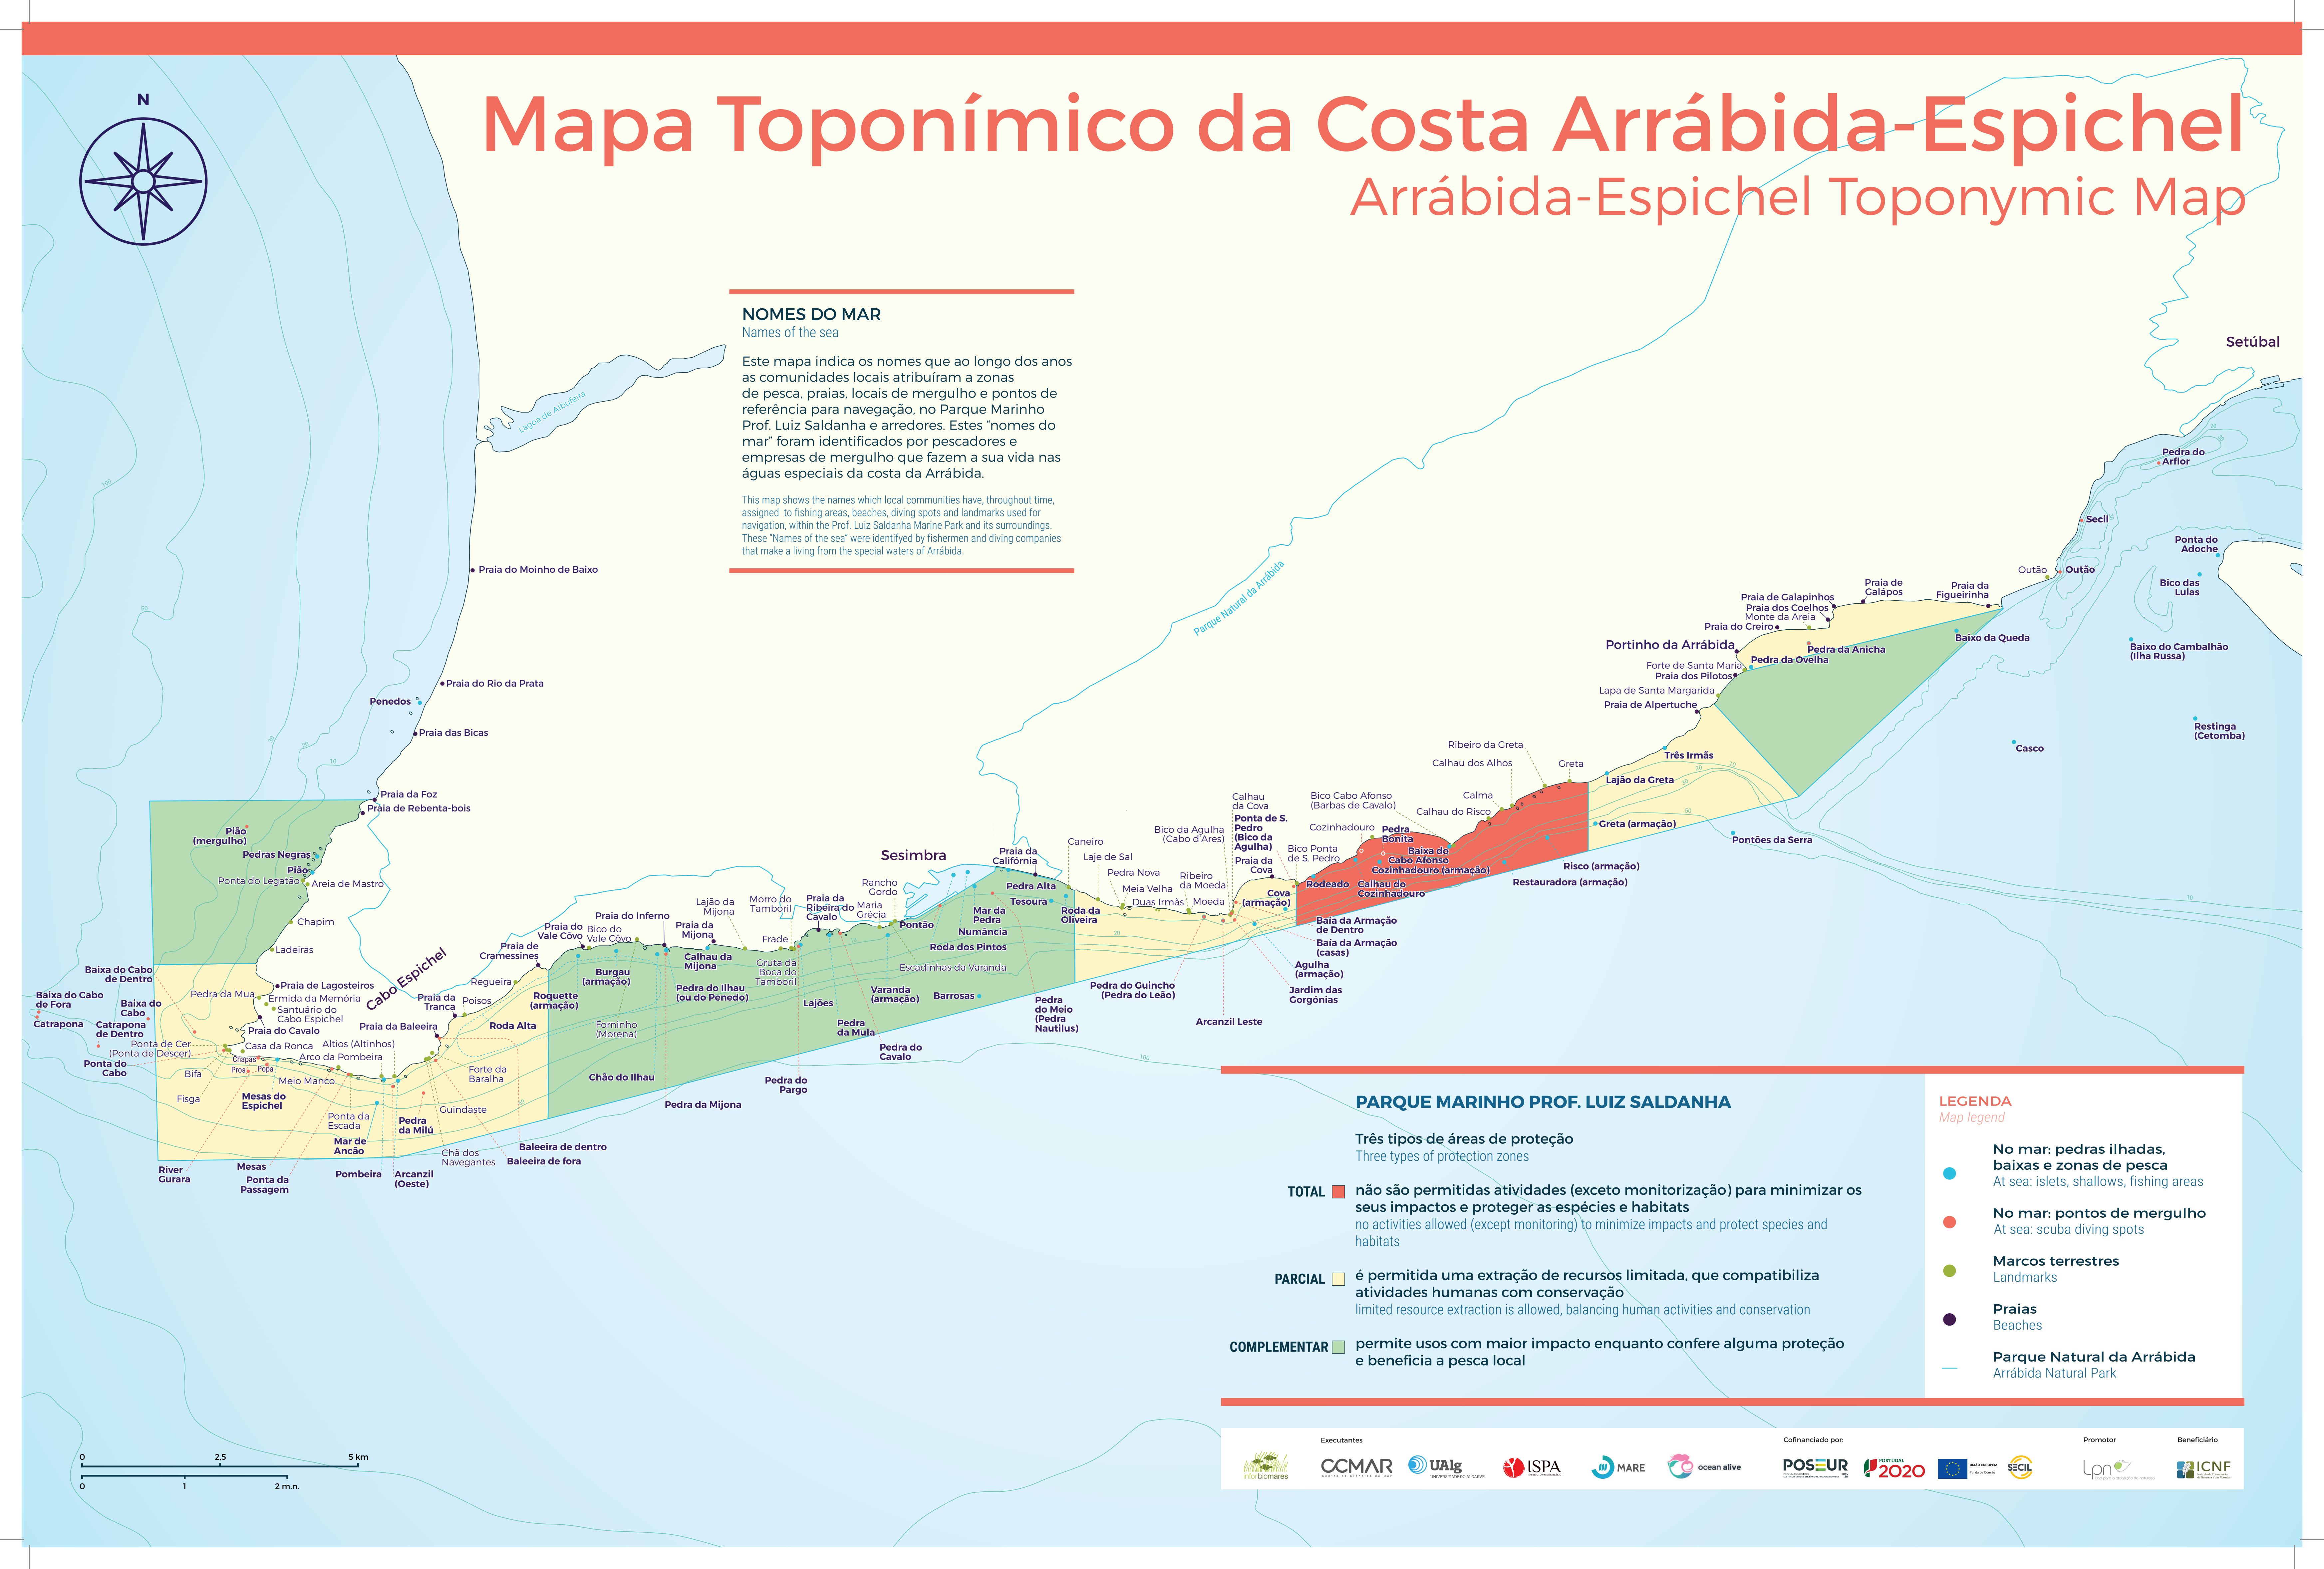 Mapa Toponímico da Costa Arrábida-Espichel
Arrábida-Espichel Toponymic Map
N
NOMES DO MAR
Names of the sea
Este mapa indica os nomes que ao longo dos anos
as comunidades locais atribuíram a zonas
de pesca, praias, locais de mergulho e pontos de
referência para navegação, no Parque Marinho
Prof. Luiz Saldanha e arredores. Estes "nomes do
mar" foram identificados por pescadores e
empresas de mergulho que fazem a sua vida nas
águas especiais da costa da Arrábida.
This map shows the names which local communities have, throughout time,
assigned to fishing areas, beaches, diving spots and landmarks used for
navigation, within the Prof. Luiz Saldanha Marine Park and its surroundings.
These "Names of the sea" were identifyed by fishermen and diving companies
that make a living from the special waters of Arrábida.
Lagoa de Albufeira
Parque Natural da Arrábida
Setúbal
Pedra do
Arflor
Secil
Ponta do
Adoche
Outão
Outão
Bico das
Lulas
Baixo do Cambalhão
(Ilha Russa)
Restinga
(Cetomba)
Casco
Praia da
Figueirinha
Praia de
Galápos
Praia de Galapinhos
Praia dos Coelhos
Monte da Areia
Praia do Creiro
Baixo da Queda
Portinho da Arrábida
Pedra da Anicha
Pedra da Ovelha
Forte de Santa Maria
Praia dos Pilotos
Lapa de Santa Margarida
Praia de Alpertuche
Três Irmãs
Lajão da Greta
Greta (armação)
Pontões da Serra
Risco (armação)
Restauradora (armação)
Ribeiro da Greta
Calhau dos Alhos
Greta
Calma
Calhau do Risco
Bico Cabo Afonso
(Barbas de Cavalo)
Cozinhadouro
Pedra
Bonita
Baixa do
Cabo Afonso
Cozinhadouro (armação)
Calhau do
Cozinhadouro
Rodeado
Bico Ponta
de S. Pedro
Calhau
da Cova
Ponta de S.
Pedro
(Bico da
Agulha)
Praia da
Cova
Cova
(armação)
Bico da Agulha
(Cabo d'Ares)
Baía da Armação
de Dentro
Baía da Armação
(casas)
Agulha
(armação)
Jardim das
Gorgónias
Arcanzil Leste
Pedra do Guincho
(Pedra do Leão)
Caneiro
Laje de Sal
Pedra Nova
Meia Velha
Duas Irmãs
Ribeiro
da Moeda
Moeda
Sesimbra
Praia da
Califórnia
Pedra Alta
Tesoura
Roda da
Oliveira
Mar da
Pedra
Numância
Roda dos Pintos
Escadinhas da Varanda
Pontão
Rancho
Gordo
Maria
Grécia
Varanda
(armação)
Barrosas
Pedra
do Meio
(Pedra
Nautilus)
Pedra do
Cavalo
Pedra
da Mula
Lajões
Praia da
Ribeira do
Cavalo
Morro do
Tamboril
Frade
Gruta da
Boca do
Tamboril
Pedra do
Pargo
Lajão da
Mijona
Praia da
Mijona
Calhau da
Mijona
Pedra do Ilhau
(ou do Penedo)
Pedra da Mijona
Chão do Ilhau
Praia do Inferno
Bico do
Vale Côvo
Praia do
Vale Côvo
Burgau
(armação)
Forninho
(Morena)
Praia de
Cramessines
Regueira
Roquette
(armação)
Roda Alta
Poisos
Praia da
Tranca
Praia da Baleeira
Cabo Espichel
Praia do Moinho de Baixo
Praia do Rio da Prata
Penedos
Praia das Bicas
Praia da Foz
Praia de Rebenta-bois
Pião
(mergulho)
Pedras Negras
Pião
Ponta do Legatão
Areia de Mastro
Chapim
Ladeiras
Baixa do Cabo
de Dentro
Baixa do Cabo
de Fora
Catrapona
Baixa do
Cabo
Catrapona
de Dentro
Ponta de Cer
(Ponta de Descer)
Ponta do
Cabo
Praia de Lagosteiros
Pedra da Mua
Ermida da Memória
Santuário do
Cabo Espichel
Praia do Cavalo
Casa da Ronca
Altios (Altinhos)
Arco da Pombeira
Chapas
Proa
Popa
Bifa
Fisga
Meio Manco
Mesas do
Espichel
Ponta da
Escada
Mar de
Ancão
Pedra
da Milú
Guindaste
Forte da
Baralha
Chã dos
Navegantes
Baleeira de dentro
Baleeira de fora
River
Gurara
Mesas
Ponta da
Passagem
Pombeira
Arcanzil
(Oeste)
PARQUE MARINHO PROF. LUIZ SALDANHA
Três tipos de áreas de proteção
Three types of protection zones
TOTAL
não são permitidas atividades (exceto monitorização) para minimizar os
seus impactos e proteger as espécies e habitats
no activities allowed (except monitoring) to minimize impacts and protect species and
habitats
PARCIAL
é permitida uma extração de recursos limitada, que compatibiliza
atividades humanas com conservação
limited resource extraction is allowed, balancing human activities and conservation
COMPLEMENTAR
permite usos com maior impacto enquanto confere alguma proteção
e beneficia a pesca local
LEGENDA
Map legend
No mar: pedras ilhadas,
baixas e zonas de pesca
At sea: islets, shallows, fishing areas
No mar: pontos de mergulho
At sea: scuba diving spots
Marcos terrestres
Landmarks
Praias
Beaches
Parque Natural da Arrábida
Arrábida Natural Park
0 2,5 5 km
0 1 2 m.n.
Executantes
Cofinanciado por:
Promotor
Beneficiário
inforbiomares
CCMAR
Centro de Ciências do Mar
UAlg
UNIVERSIDADE DO ALGARVE
ISPA
MARE
ocean alive
POSEUR
PORTUGAL
2020
UNIÃO EUROPEIA
Fundo de Coesão
SECIL
lpn
ICNF